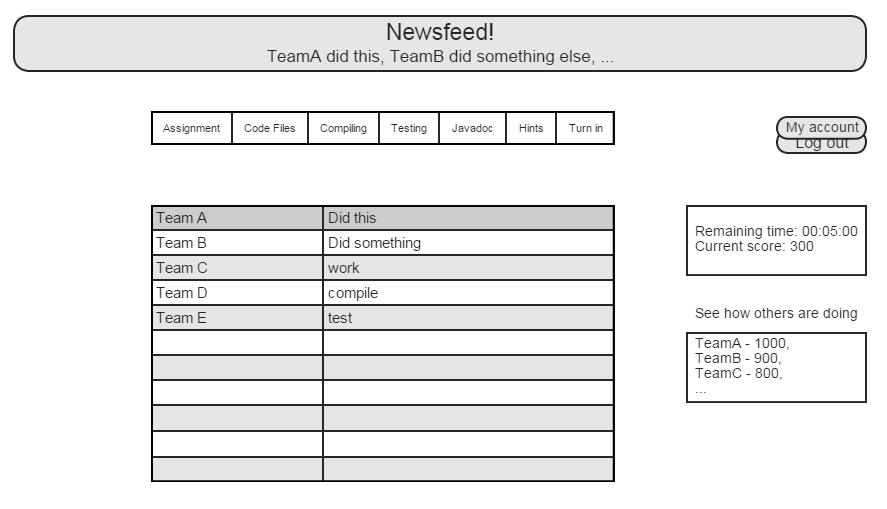 Newsfeed!
TeamA did this, TeamB did something else, ...
Assignment Code Files Compiling Testing Javadoc Hints Turn in
My account
Log out
Team A Did this
Team B Did something
Team C work
Team D compile
Team E test
Remaining time: 00:05:00
Current score: 300
See how others are doing
TeamA - 1000,
TeamB - 900,
TeamC - 800,
...